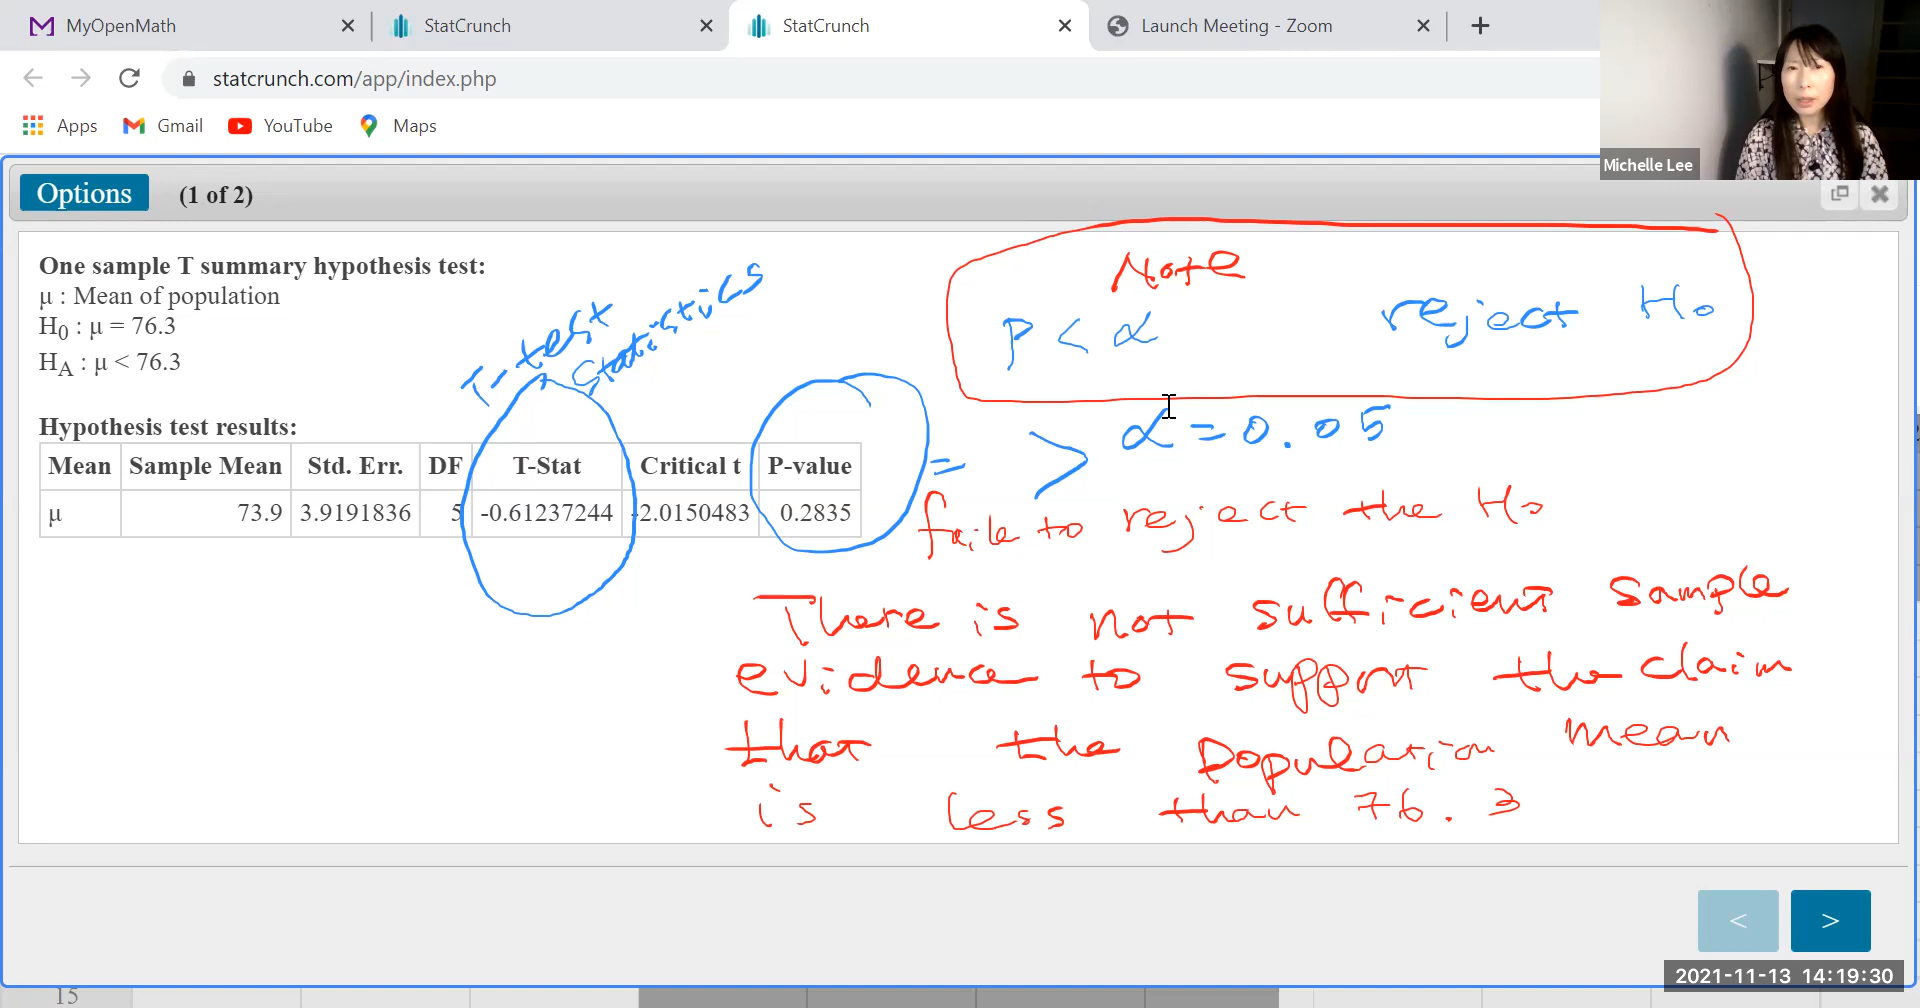 MyOpenMath
StatCrunch
StatCrunch
Launch Meeting - Zoom
statcrunch.com/app/index.php
Apps
Gmail
YouTube
Maps
Michelle Lee
Options
(1 of 2)
One sample T summary hypothesis test:
μ : Mean of population
H0 : μ = 76.3
HA : μ < 76.3
T-test
Statistics
Note
P < α reject Ho
Hypothesis test results:
Mean Sample Mean Std. Err. DF T-Stat Critical t P-value
μ 73.9 3.9191836 5 -0.61237244 -2.0150483 0.2835
= > α = 0.05
faile to reject the Ho
There is not sufficient sample
evidence to support the claim
that the population mean
is less than 76.3
<
>
2021-11-13 14:19:30
15